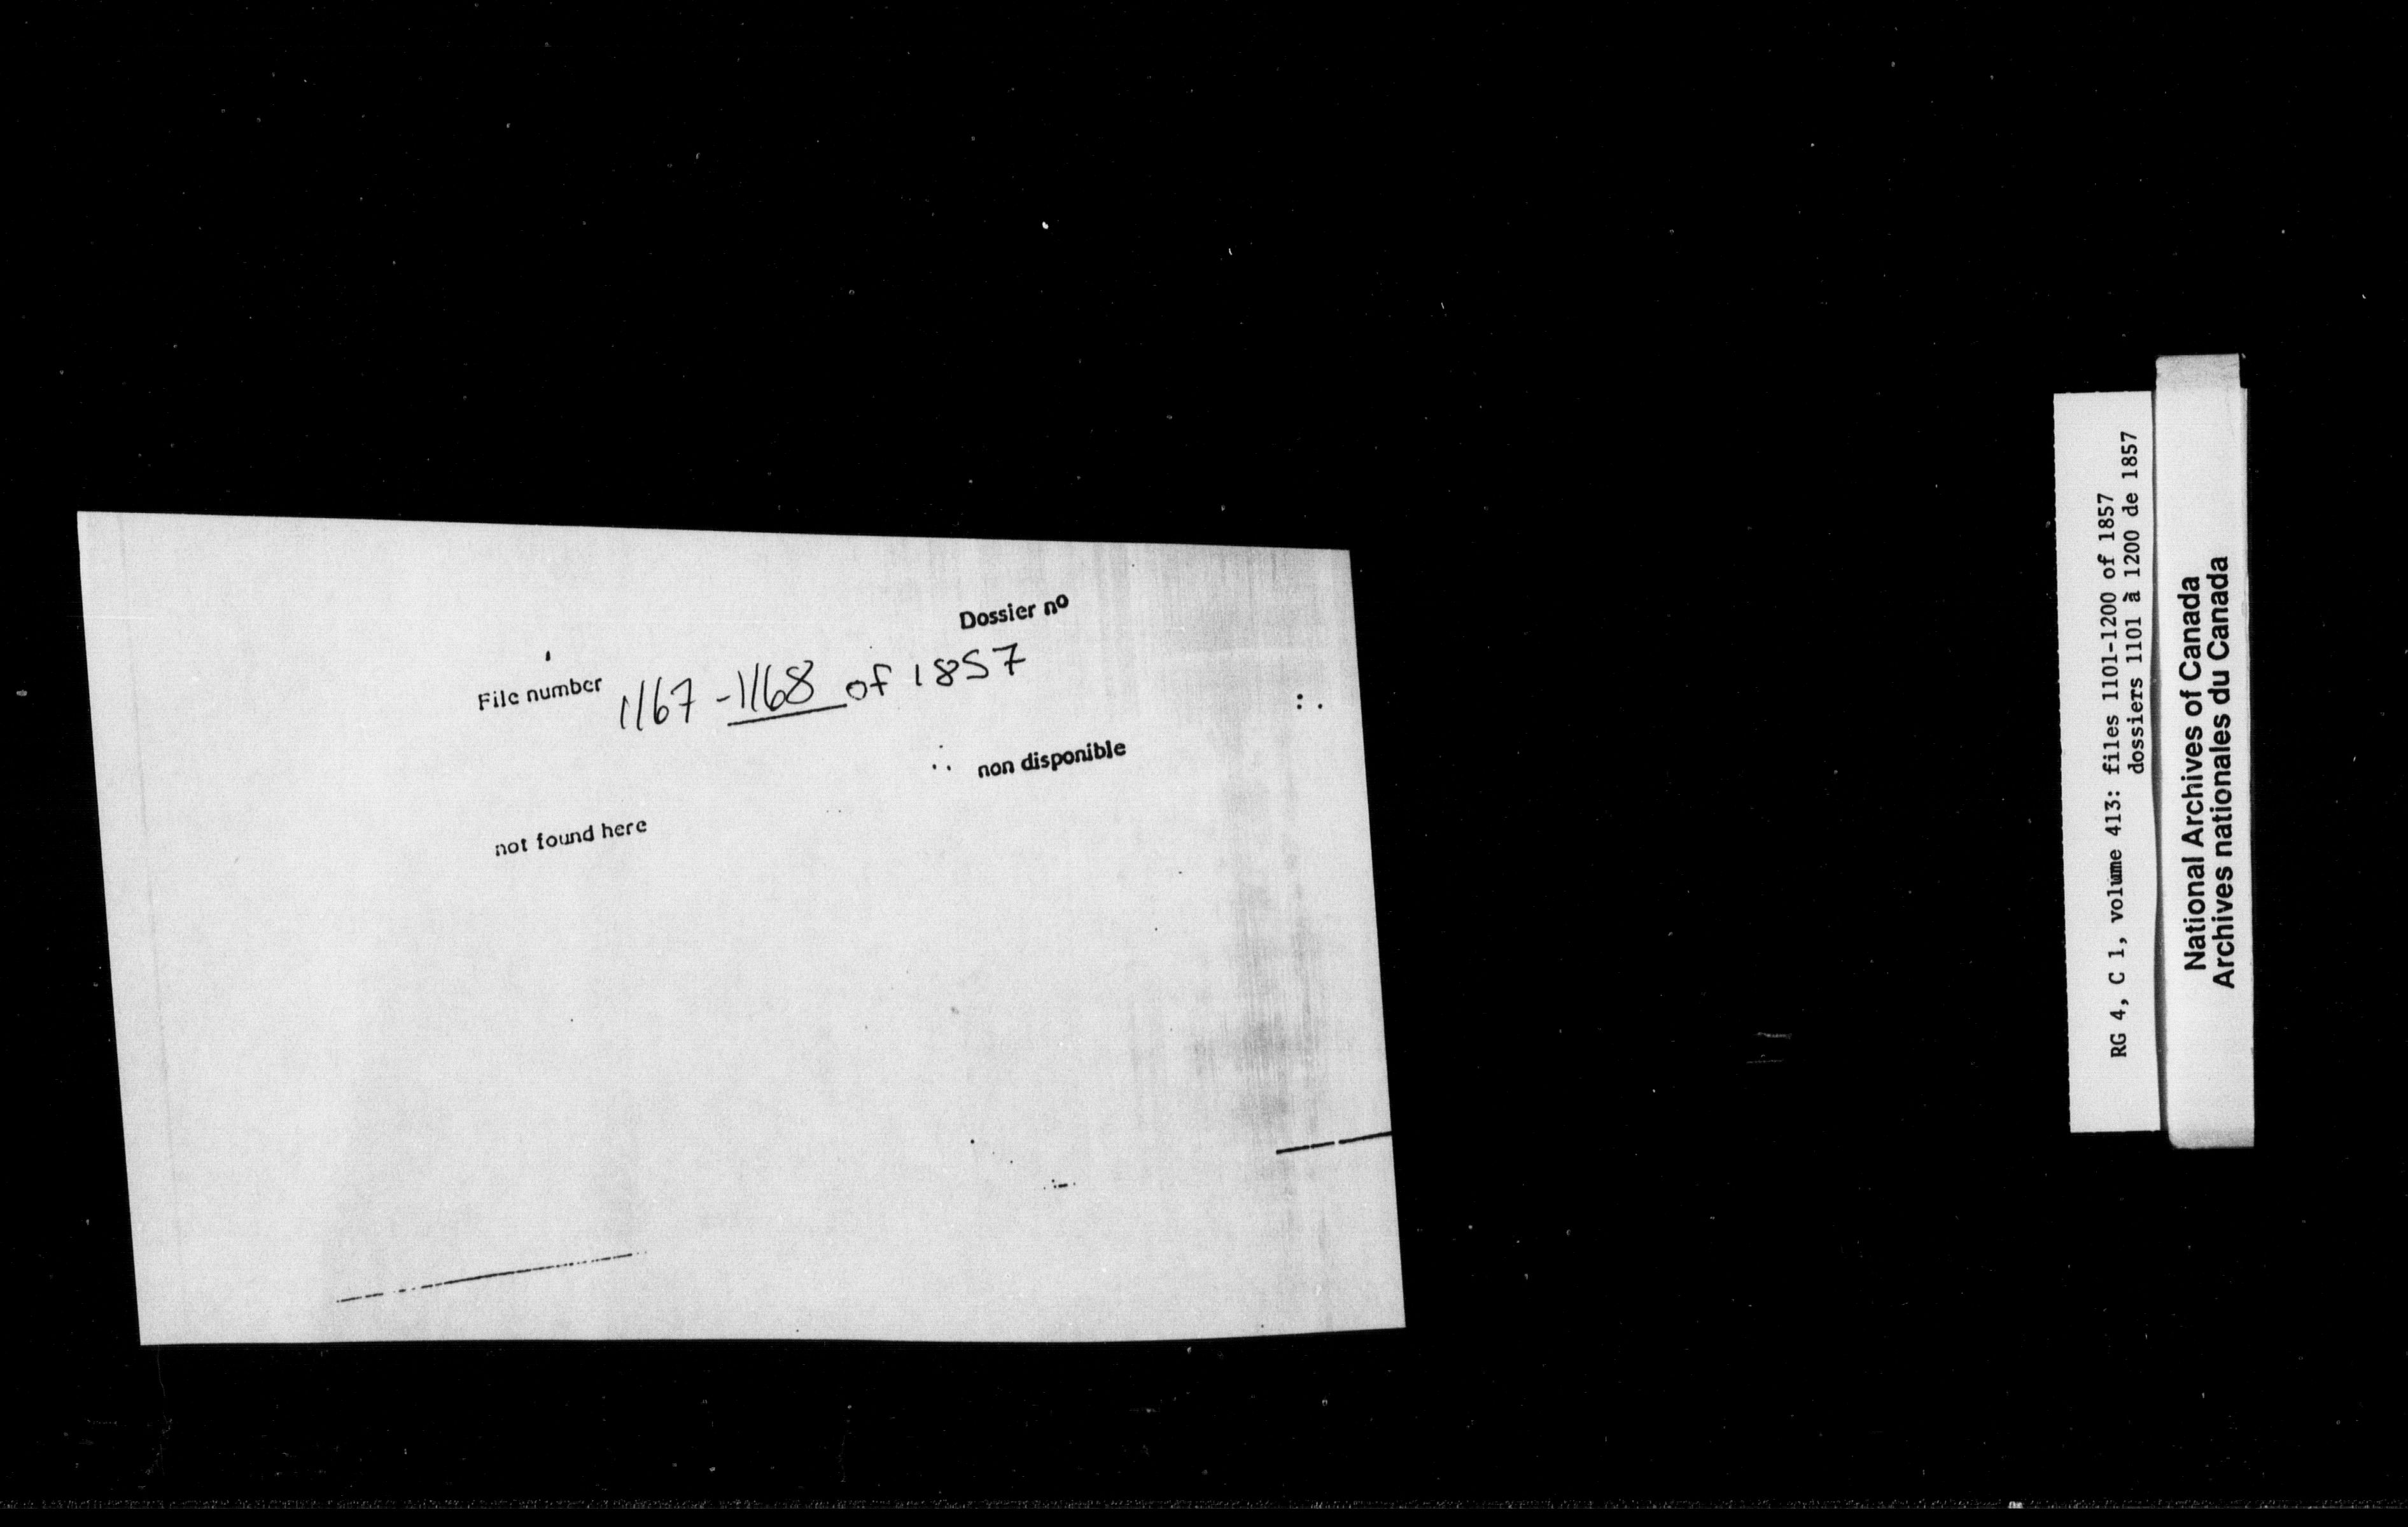 Dossier nº
File number 1167-1168 of 1857
non disponible
not found here
RG 4, C 1, volume 413: files 1101-1200 of 1857
dossiers 1101 à 1200 de 1857
National Archives of Canada
Archives nationales du Canada